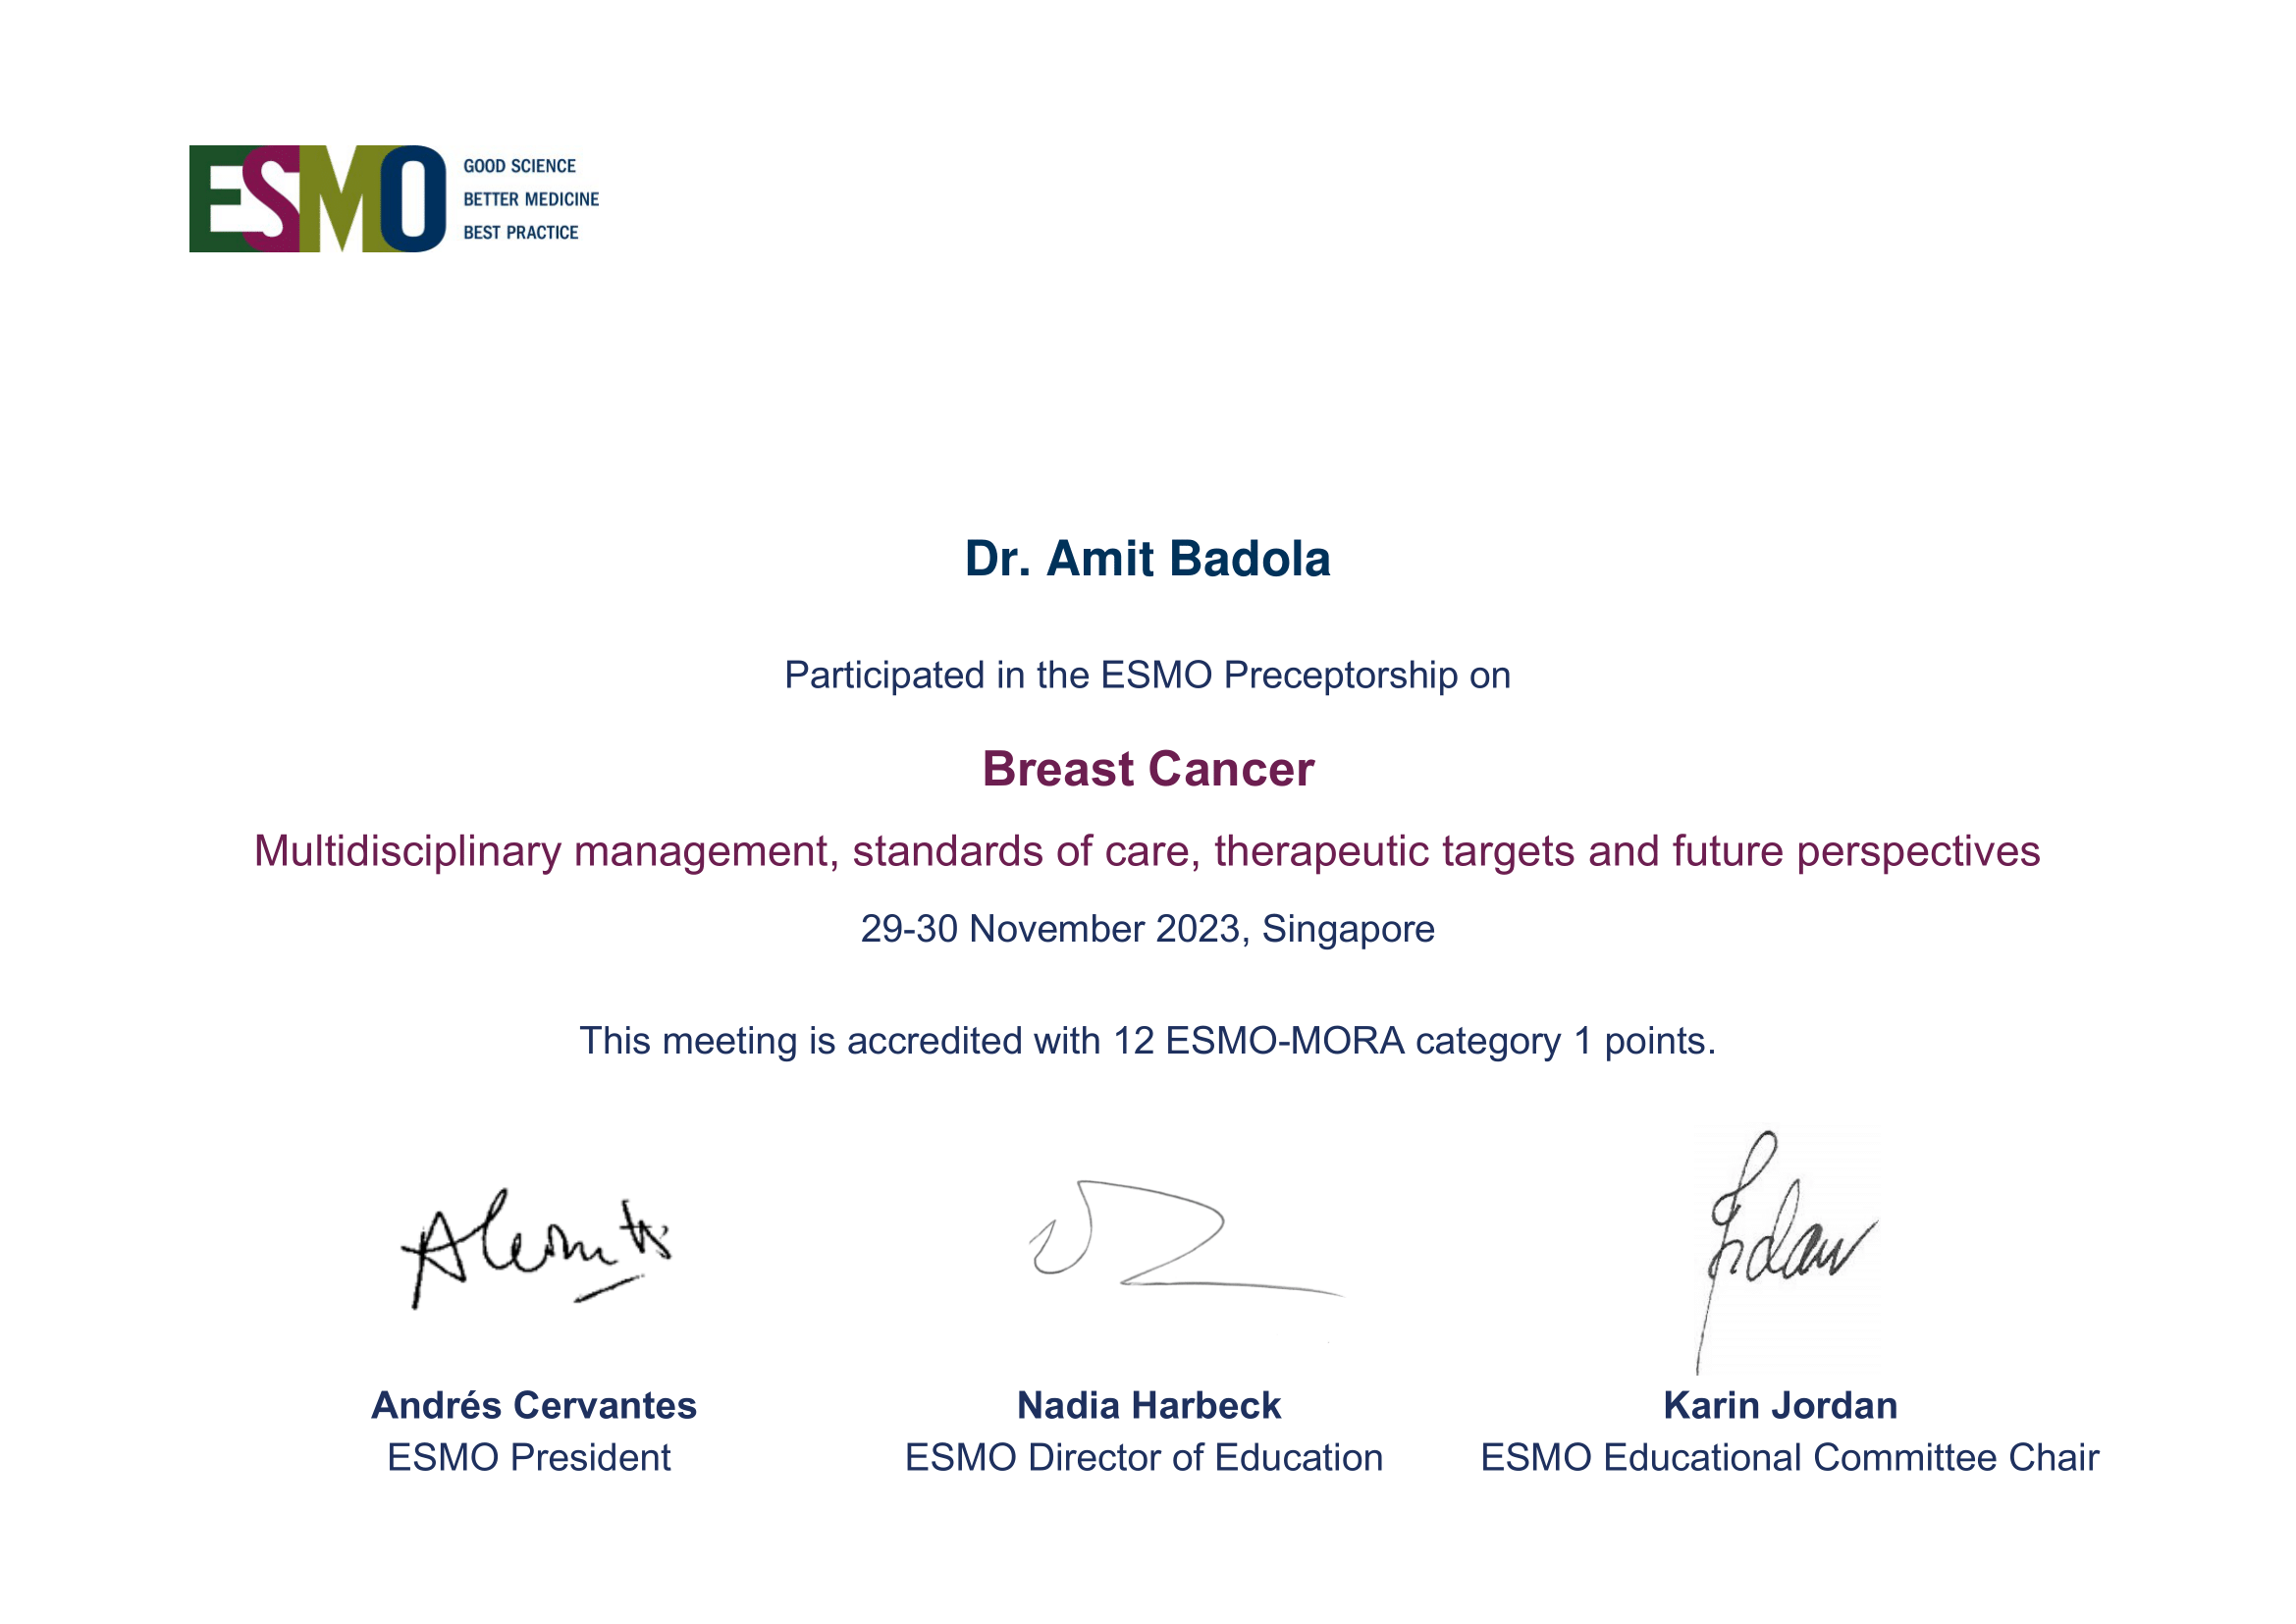 ESMO
GOOD SCIENCE
BETTER MEDICINE
BEST PRACTICE
Dr. Amit Badola
Participated in the ESMO Preceptorship on
Breast Cancer
Multidisciplinary management, standards of care, therapeutic targets and future perspectives
29-30 November 2023, Singapore
This meeting is accredited with 12 ESMO-MORA category 1 points.
Andrés Cervantes
ESMO President
Nadia Harbeck
ESMO Director of Education
Karin Jordan
ESMO Educational Committee Chair